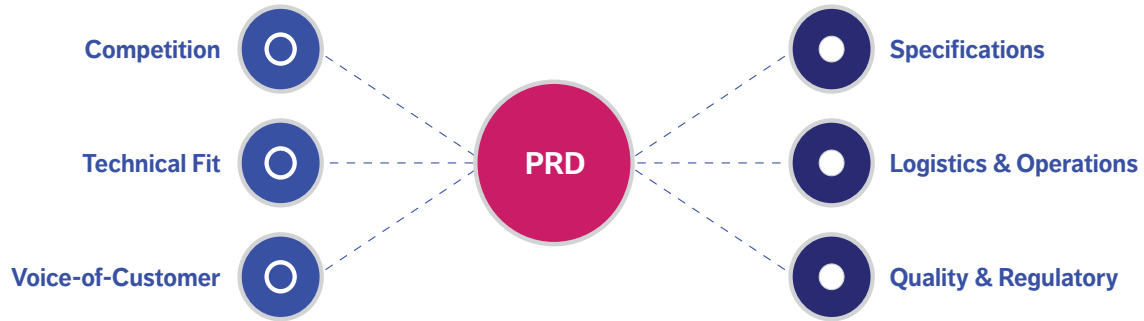 Competition
Specifications
Technical Fit
PRD
Logistics & Operations
Voice-of-Customer
Quality & Regulatory